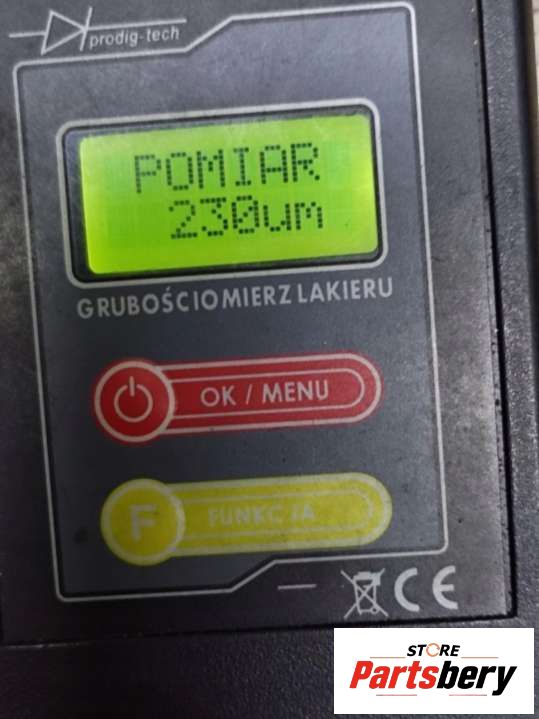 prodig-tech
POMIAR
230um
GRUBOŚCIOMIERZ LAKIERU
OK / MENU
F
FUNKCJA
CE
STORE
Partsbery